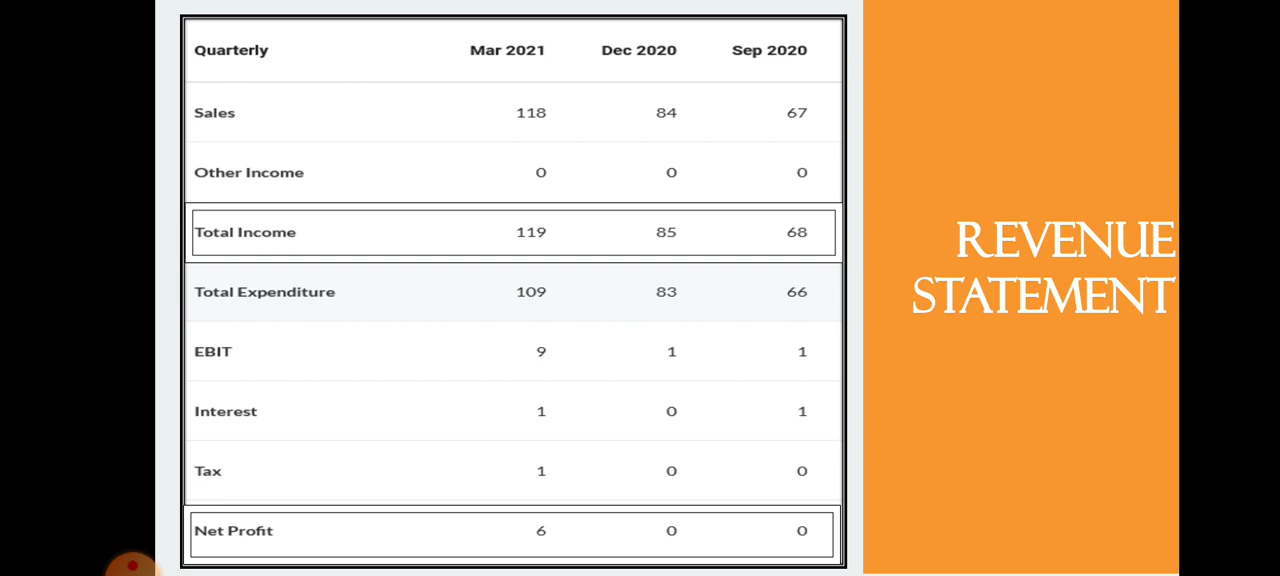 Quarterly Mar 2021 Dec 2020 Sep 2020
Sales 118 84 67
Other Income 0 0 0
Total Income 119 85 68
Total Expenditure 109 83 66
EBIT 9 1 1
Interest 1 0 1
Tax 1 0 0
Net Profit 6 0 0
REVENUE
STATEMENT